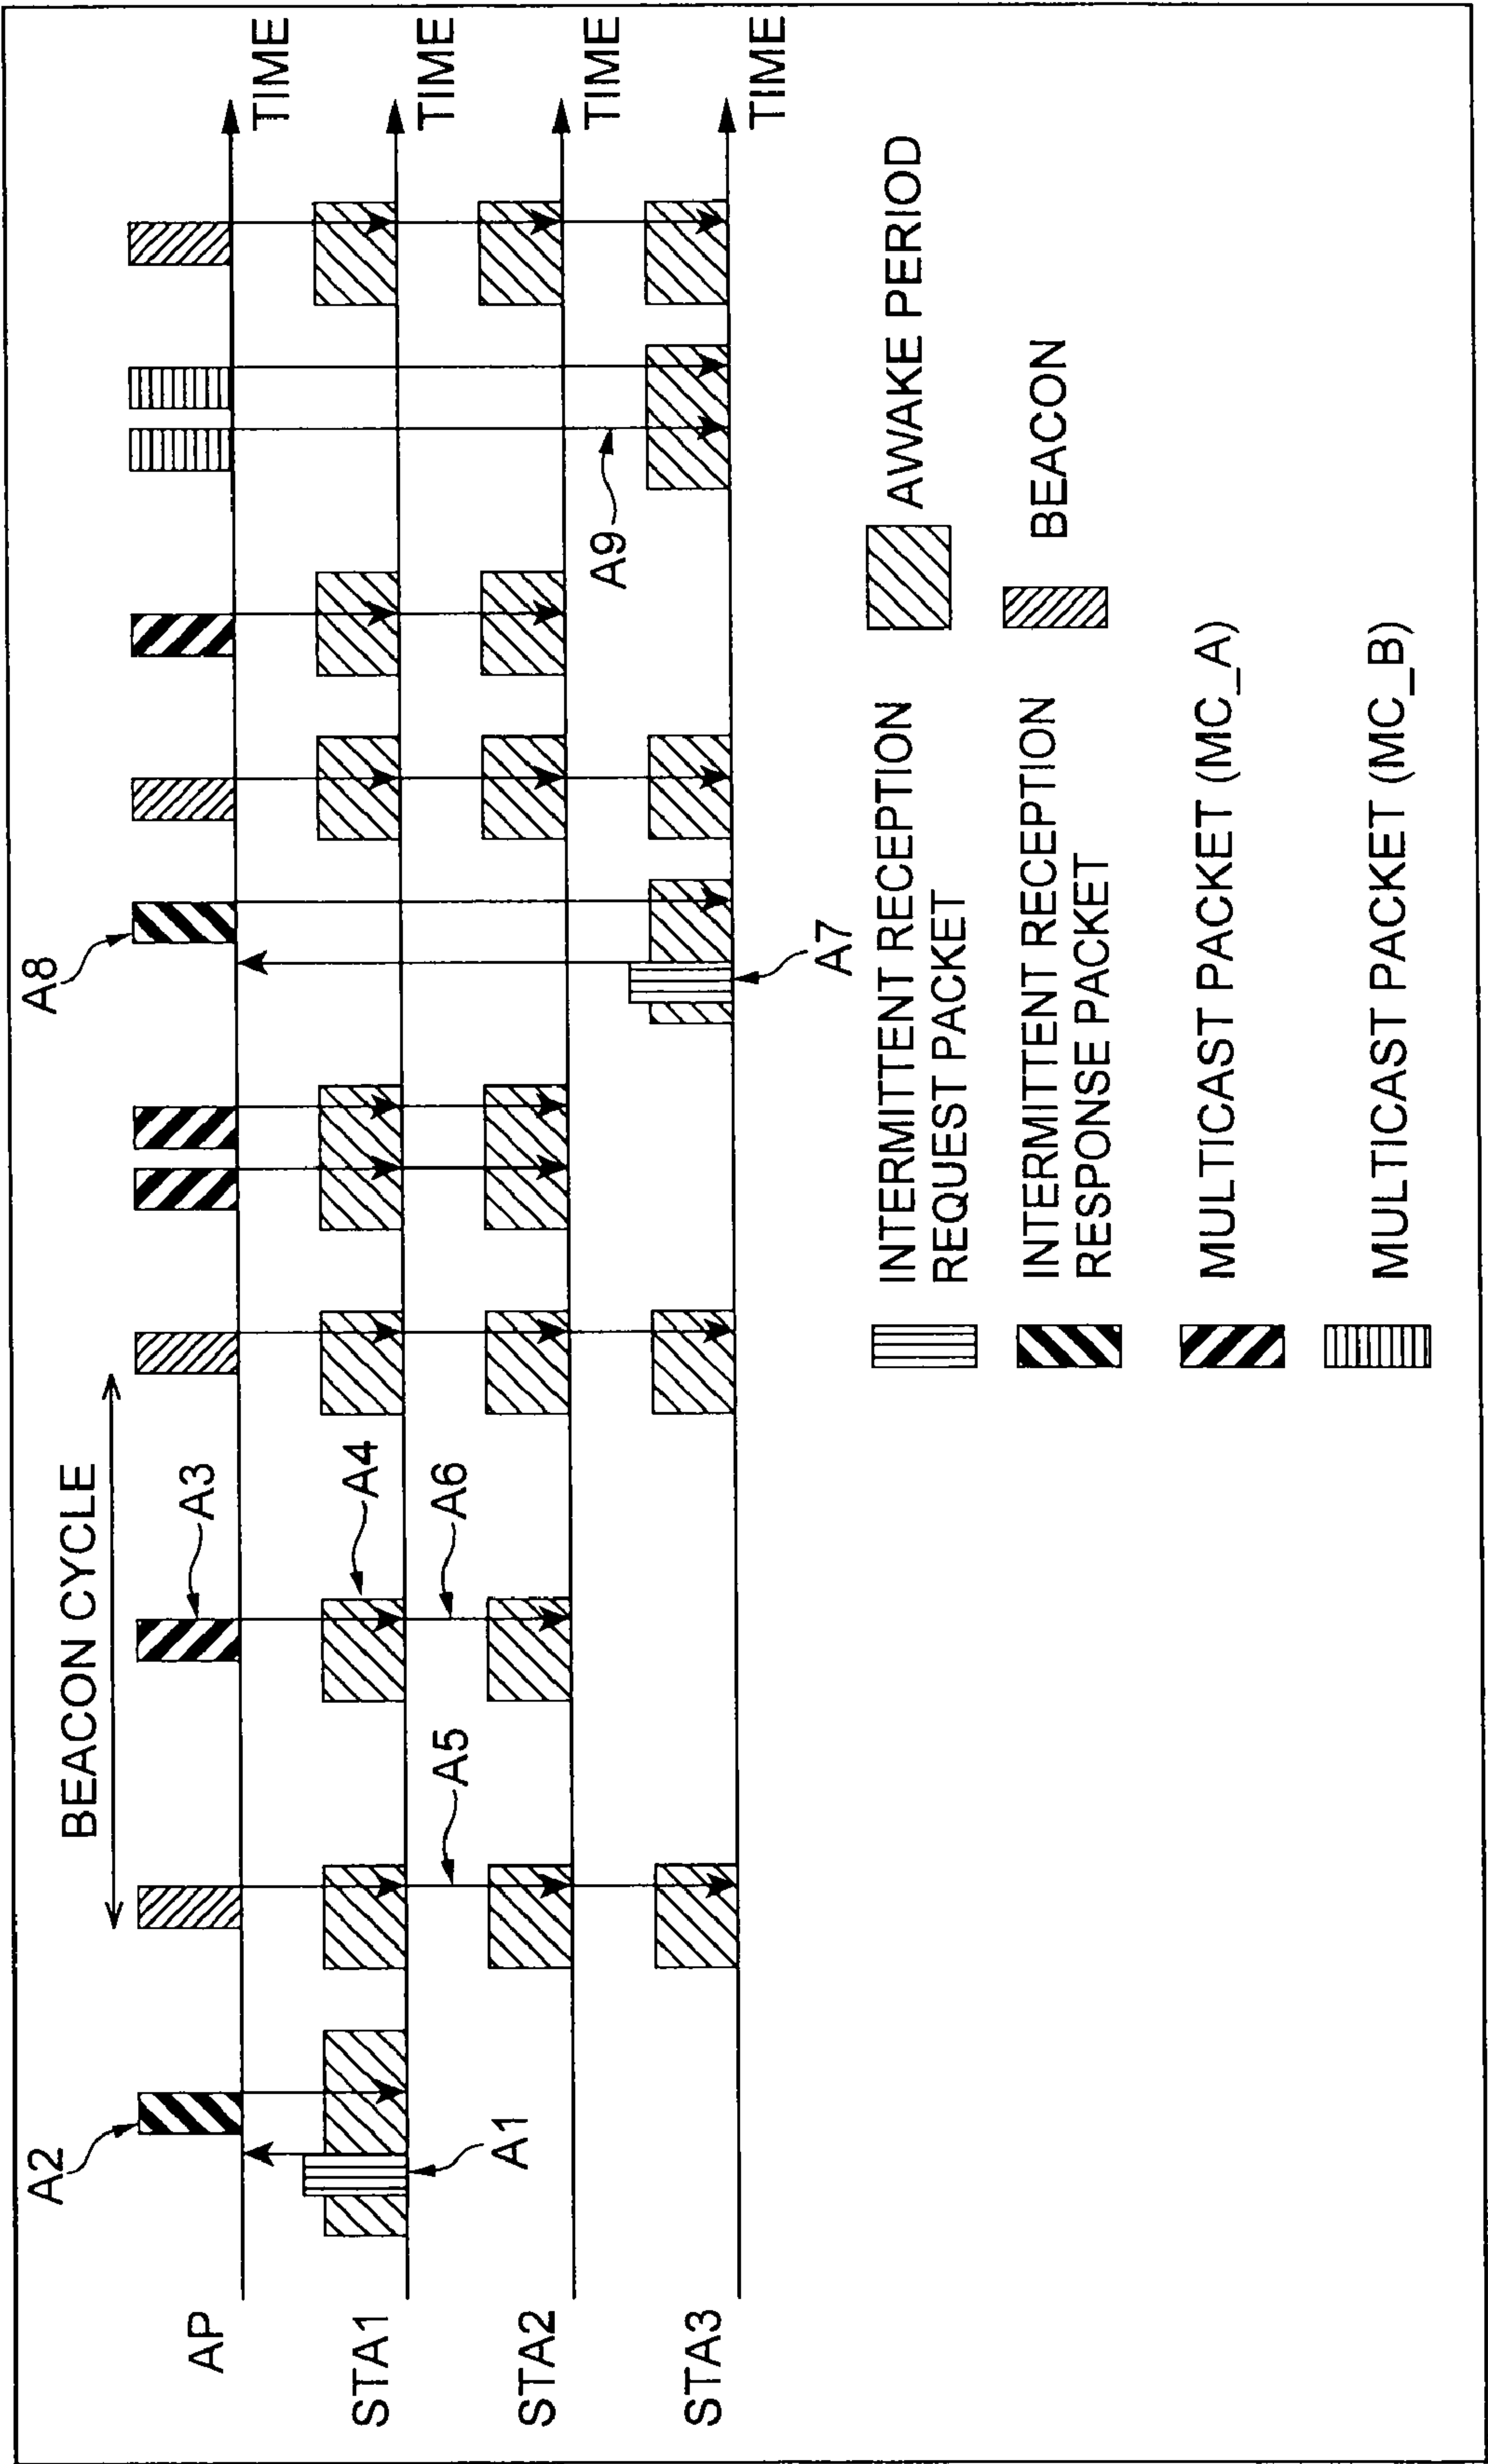 A2
A8
BEACON CYCLE
A3
AP
TIME
A4
A1
STA1
TIME
A5
A6
STA2
TIME
A9
STA3
TIME
A7
INTERMITTENT RECEPTION
REQUEST PACKET
AWAKE PERIOD
INTERMITTENT RECEPTION
RESPONSE PACKET
BEACON
MULTICAST PACKET (MC_A)
MULTICAST PACKET (MC_B)